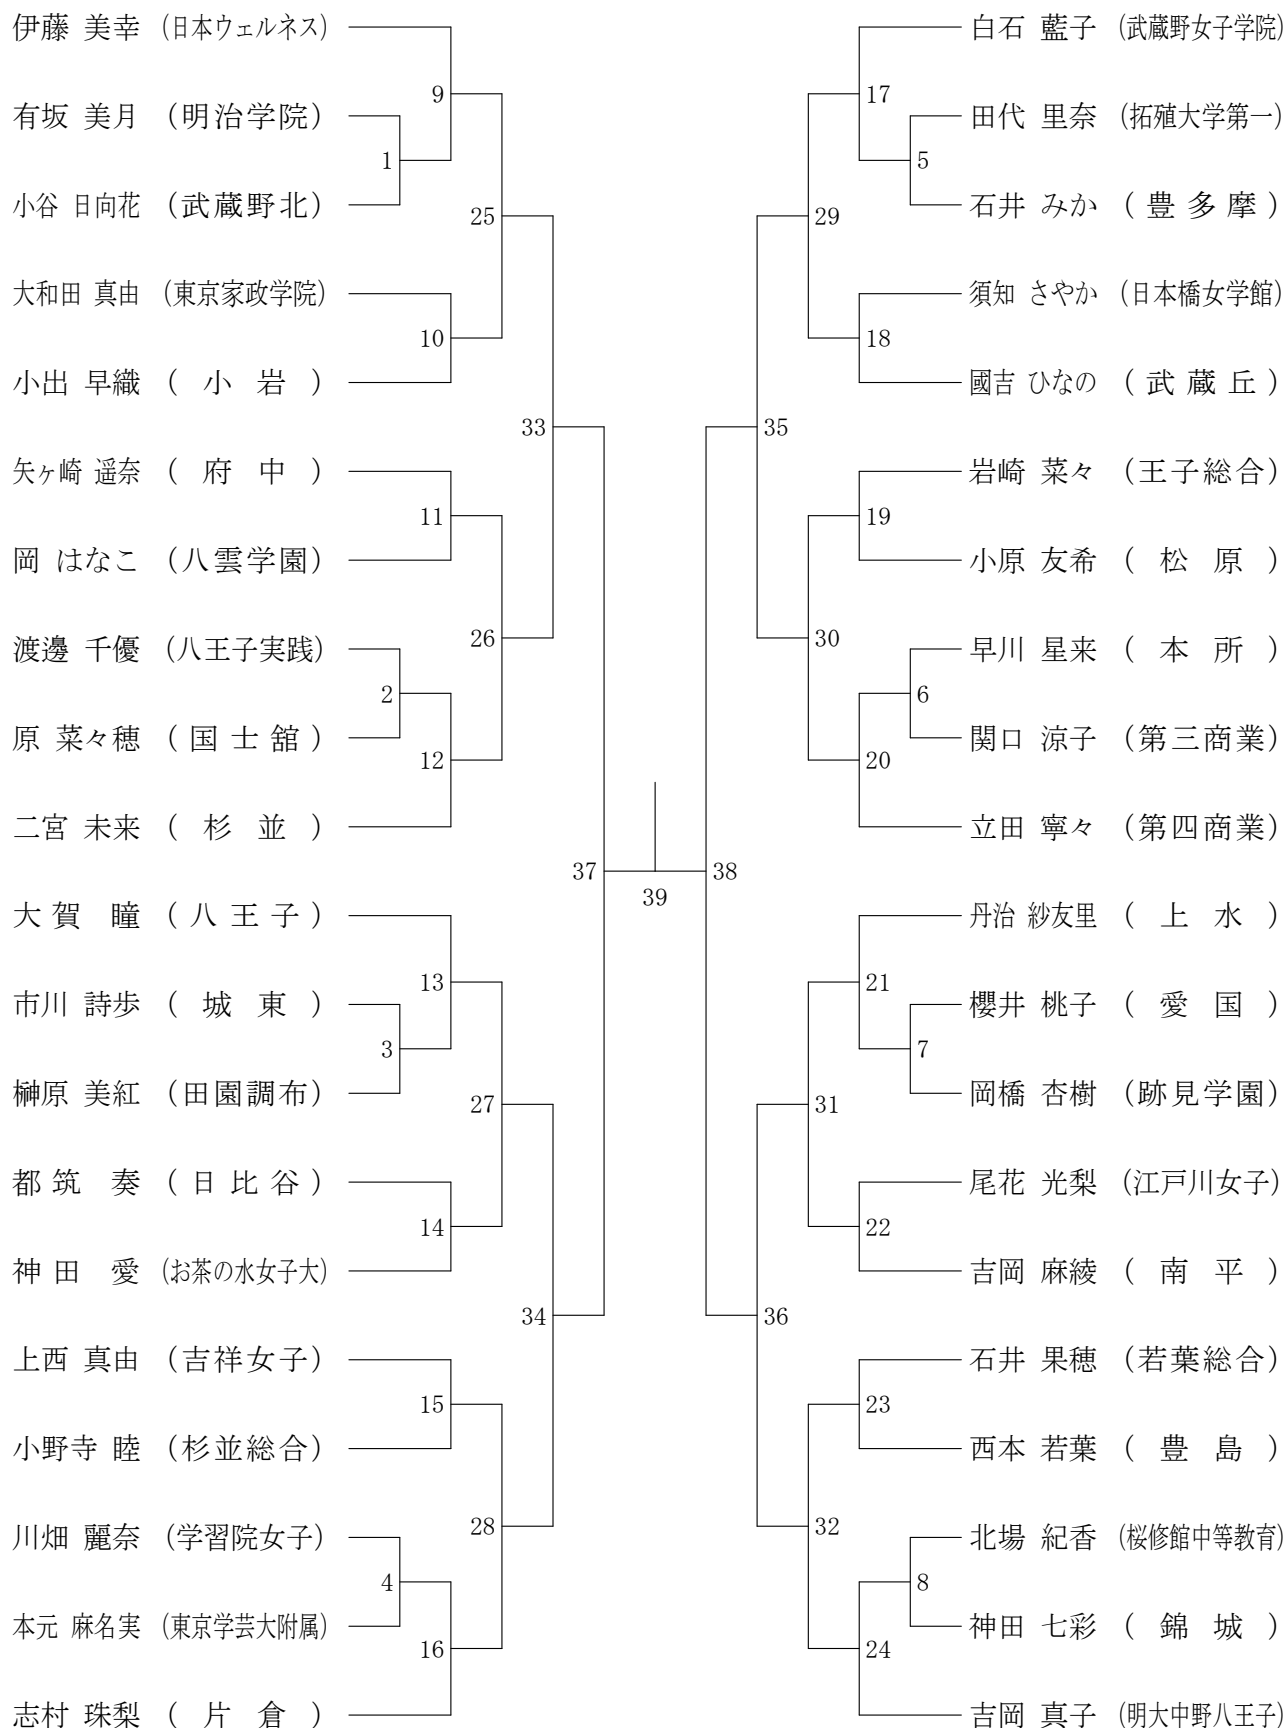 伊藤 美幸 (日本ウェルネス)
9
有坂 美月 (明治学院)
1
小谷 日向花 (武蔵野北)
25
大和田 真由 (東京家政学院)
10
小出 早織 (小岩)
33
矢ヶ崎 遥奈 (府中)
11
岡 はなこ (八雲学園)
26
渡邊 千優 (八王子実践)
2
原 菜々穂 (国士舘)
12
二宮 未来 (杉並)
37
大賀 瞳 (八王子)
13
市川 詩歩 (城東)
3
榊原 美紅 (田園調布)
27
都筑 奏 (日比谷)
14
神田 愛 (お茶の水女子大)
34
上西 真由 (吉祥女子)
15
小野寺 睦 (杉並総合)
28
川畑 麗奈 (学習院女子)
4
本元 麻名実 (東京学芸大附属)
16
志村 珠梨 (片倉)
39
白石 藍子 (武蔵野女子学院)
17
田代 里奈 (拓殖大学第一)
5
石井 みか (豊多摩)
29
須知 さやか (日本橋女学館)
18
國吉 ひなの (武蔵丘)
35
岩崎 菜々 (王子総合)
19
小原 友希 (松原)
30
早川 星来 (本所)
6
関口 涼子 (第三商業)
20
立田 寧々 (第四商業)
38
丹治 紗友里 (上水)
21
櫻井 桃子 (愛国)
7
岡橋 杏樹 (跡見学園)
31
尾花 光梨 (江戸川女子)
22
吉岡 麻綾 (南平)
36
石井 果穂 (若葉総合)
23
西本 若葉 (豊島)
32
北場 紀香 (桜修館中等教育)
8
神田 七彩 (錦城)
24
吉岡 真子 (明大中野八王子)